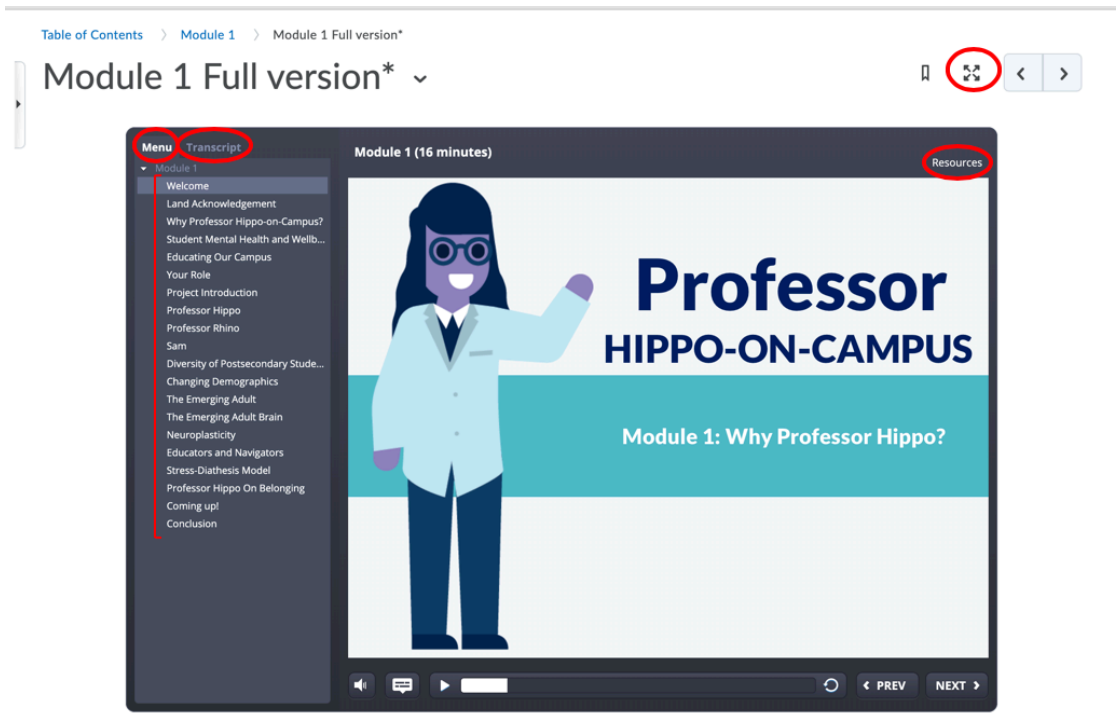 Table of Contents > Module 1 > Module 1 Full version*
Module 1 Full version*
Menu Transcript
Module 1 (16 minutes)
Resources
Module 1
Welcome
Land Acknowledgement
Why Professor Hippo-on-Campus?
Student Mental Health and Wellb...
Educating Our Campus
Your Role
Project Introduction
Professor Hippo
Professor Rhino
Sam
Diversity of Postsecondary Stude...
Changing Demographics
The Emerging Adult
The Emerging Adult Brain
Neuroplasticity
Educators and Navigators
Stress-Diathesis Model
Professor Hippo On Belonging
Coming up!
Conclusion
Professor
HIPPO-ON-CAMPUS
Module 1: Why Professor Hippo?
PREV
NEXT